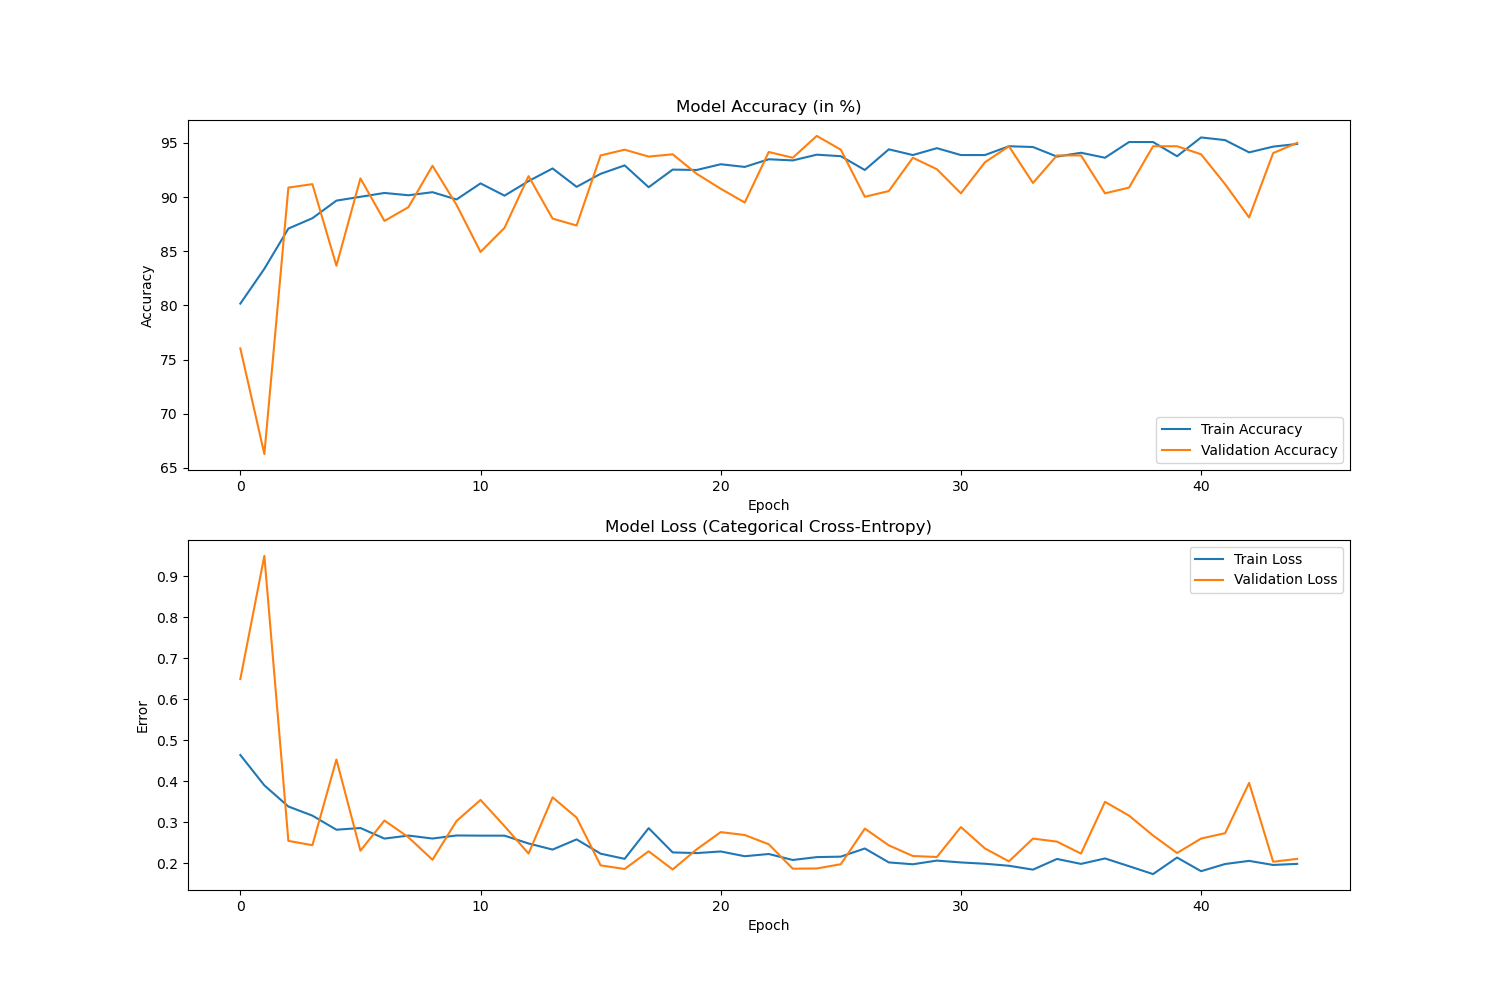 Model Accuracy (in %)
95
90
85
80
75
70
65
Accuracy
Train Accuracy
Validation Accuracy
0 10 20 30 40
Epoch
Model Loss (Categorical Cross-Entropy)
Train Loss
Validation Loss
0.9
0.8
0.7
0.6
0.5
0.4
0.3
0.2
Error
0 10 20 30 40
Epoch